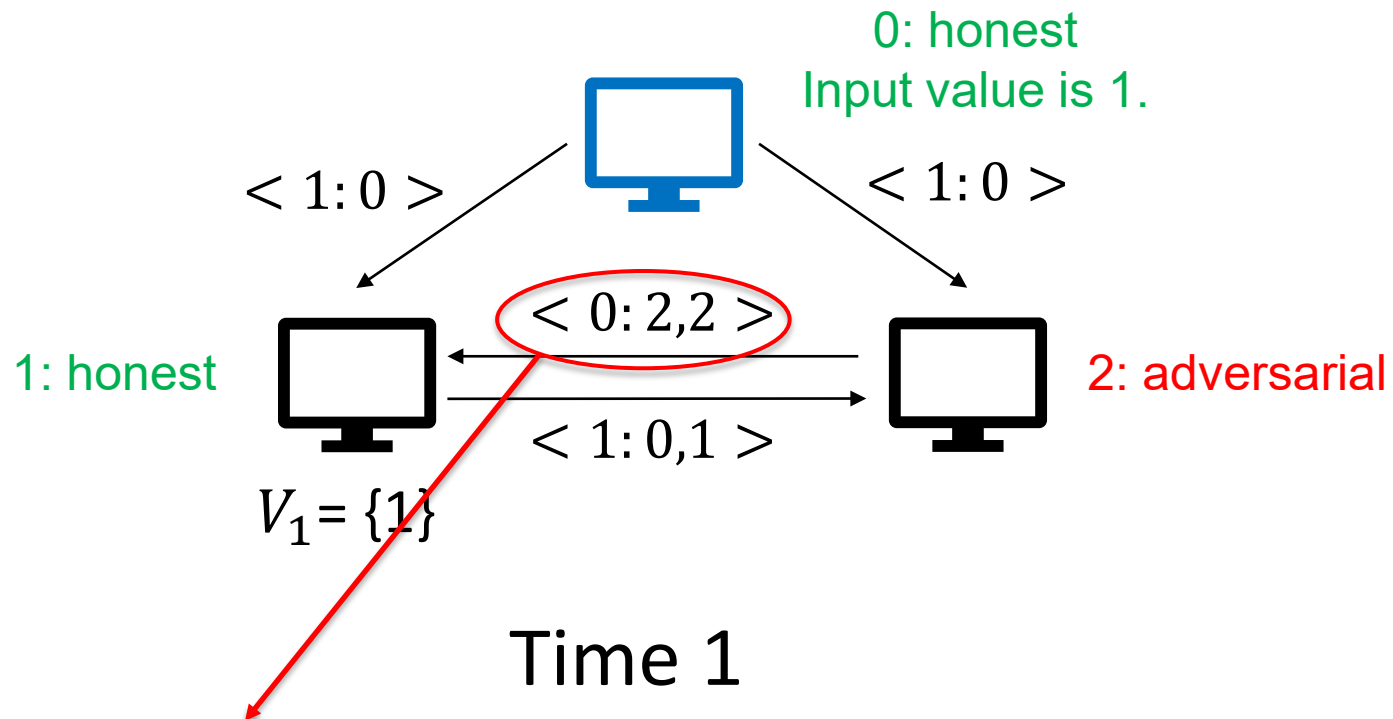 0: honest
Input value is 1.
< 1: 0 >
< 1: 0 >
< 0: 2,2 >
1: honest
2: adversarial
< 1: 0,1 >
V₁= {1}
Time 1